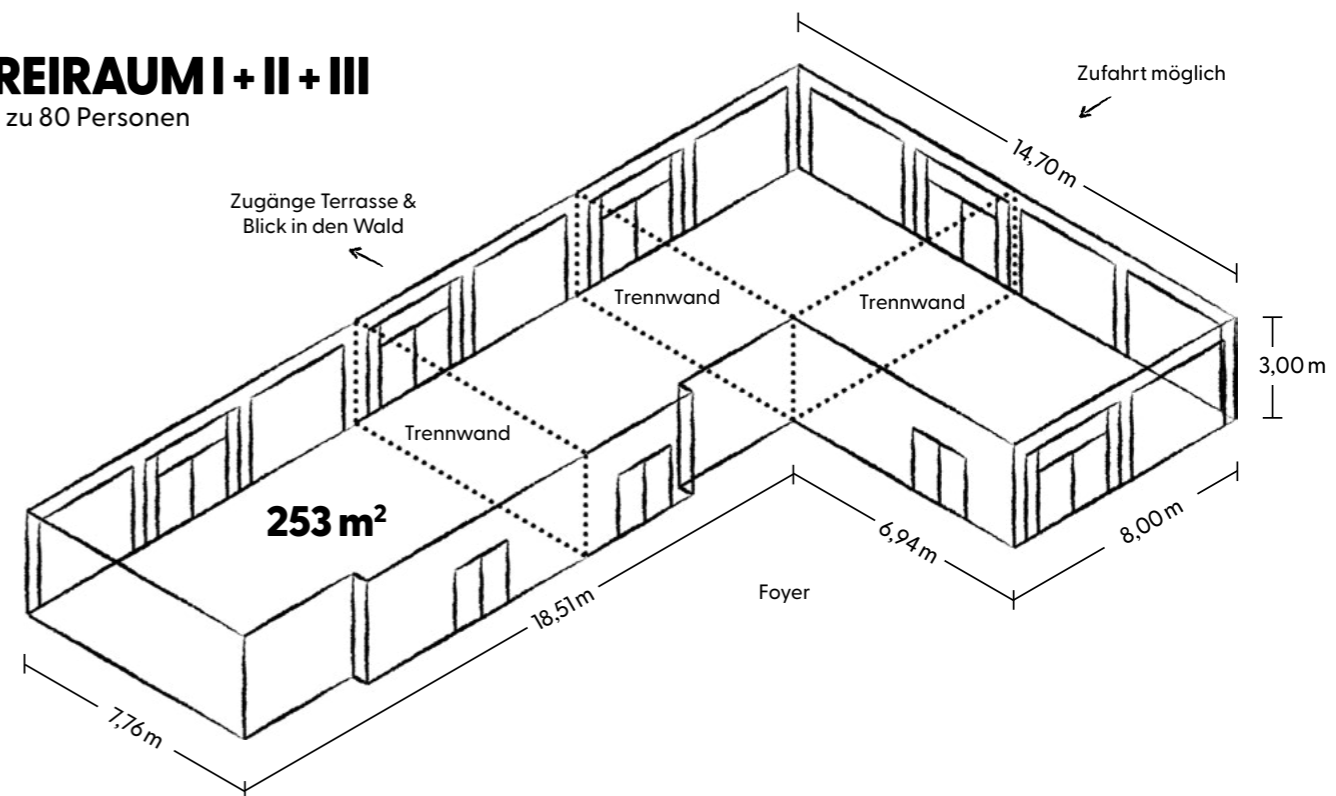 REIRAUM I + II + III
zu 80 Personen
Zufahrt möglich
14,70 m
Zugänge Terrasse &
Blick in den Wald
Trennwand
Trennwand
3,00 m
Trennwand
253 m²
6,94 m
8,00 m
18,51 m
Foyer
7,76 m